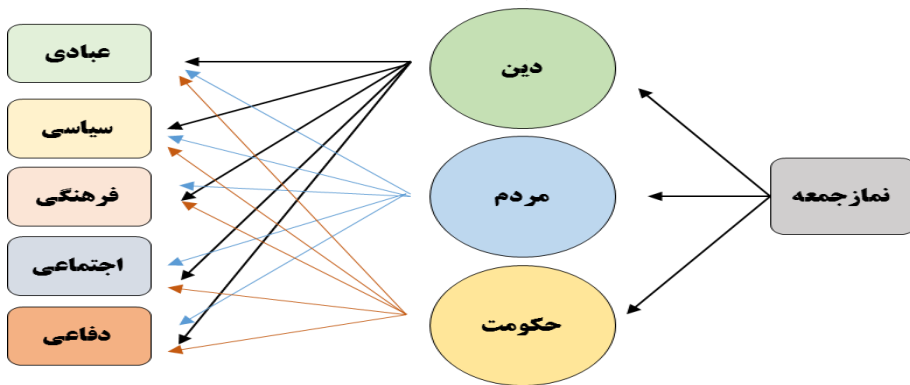 نمازجمعه
دین
مردم
حکومت
عبادی
سیاسی
فرهنگی
اجتماعی
دفاعی